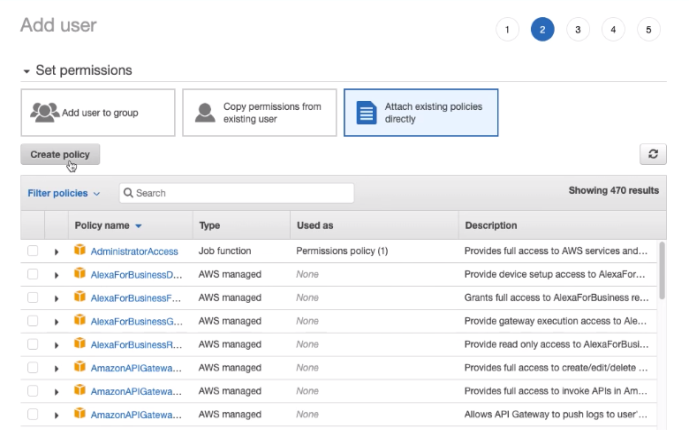 Add user
1 2 3 4 5
Set permissions
Add user to group
Copy permissions from
existing user
Attach existing policies
directly
Create policy
Filter policies
Search
Showing 470 results
Policy name Type Used as Description
AdministratorAccess Job function Permissions policy (1) Provides full access to AWS services and...
AlexaForBusinessD... AWS managed None Provide device setup access to AlexaFor...
AlexaForBusinessF... AWS managed None Grants full access to AlexaForBusiness re...
AlexaForBusinessG... AWS managed None Provide gateway execution access to Ale...
AlexaForBusinessR... AWS managed None Provide read only access to AlexaForBusi...
AmazonAPIGatewa... AWS managed None Provides full access to create/edit/delete ...
AmazonAPIGatewa... AWS managed None Provides full access to invoke APIs in Am...
AmazonAPIGatewa... AWS managed None Allows API Gateway to push logs to user'...